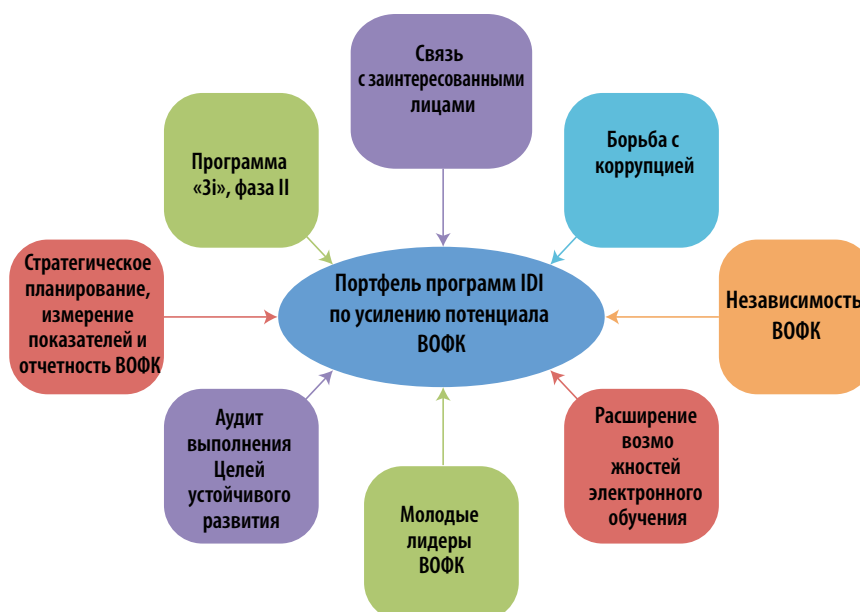 Связь
с заинтересованными
лицами
Программа
«3i», фаза II
Борьба с
коррупцией
Стратегическое
планирование,
измерение
показателей и
отчетность ВОФК
Портфель программ IDI
по усилению потенциала
ВОФК
Независимость
ВОФК
Аудит
выполнения
Целей
устойчивого
развития
Молодые
лидеры
ВОФК
Расширение
возмо
жностей
электронного
обучения